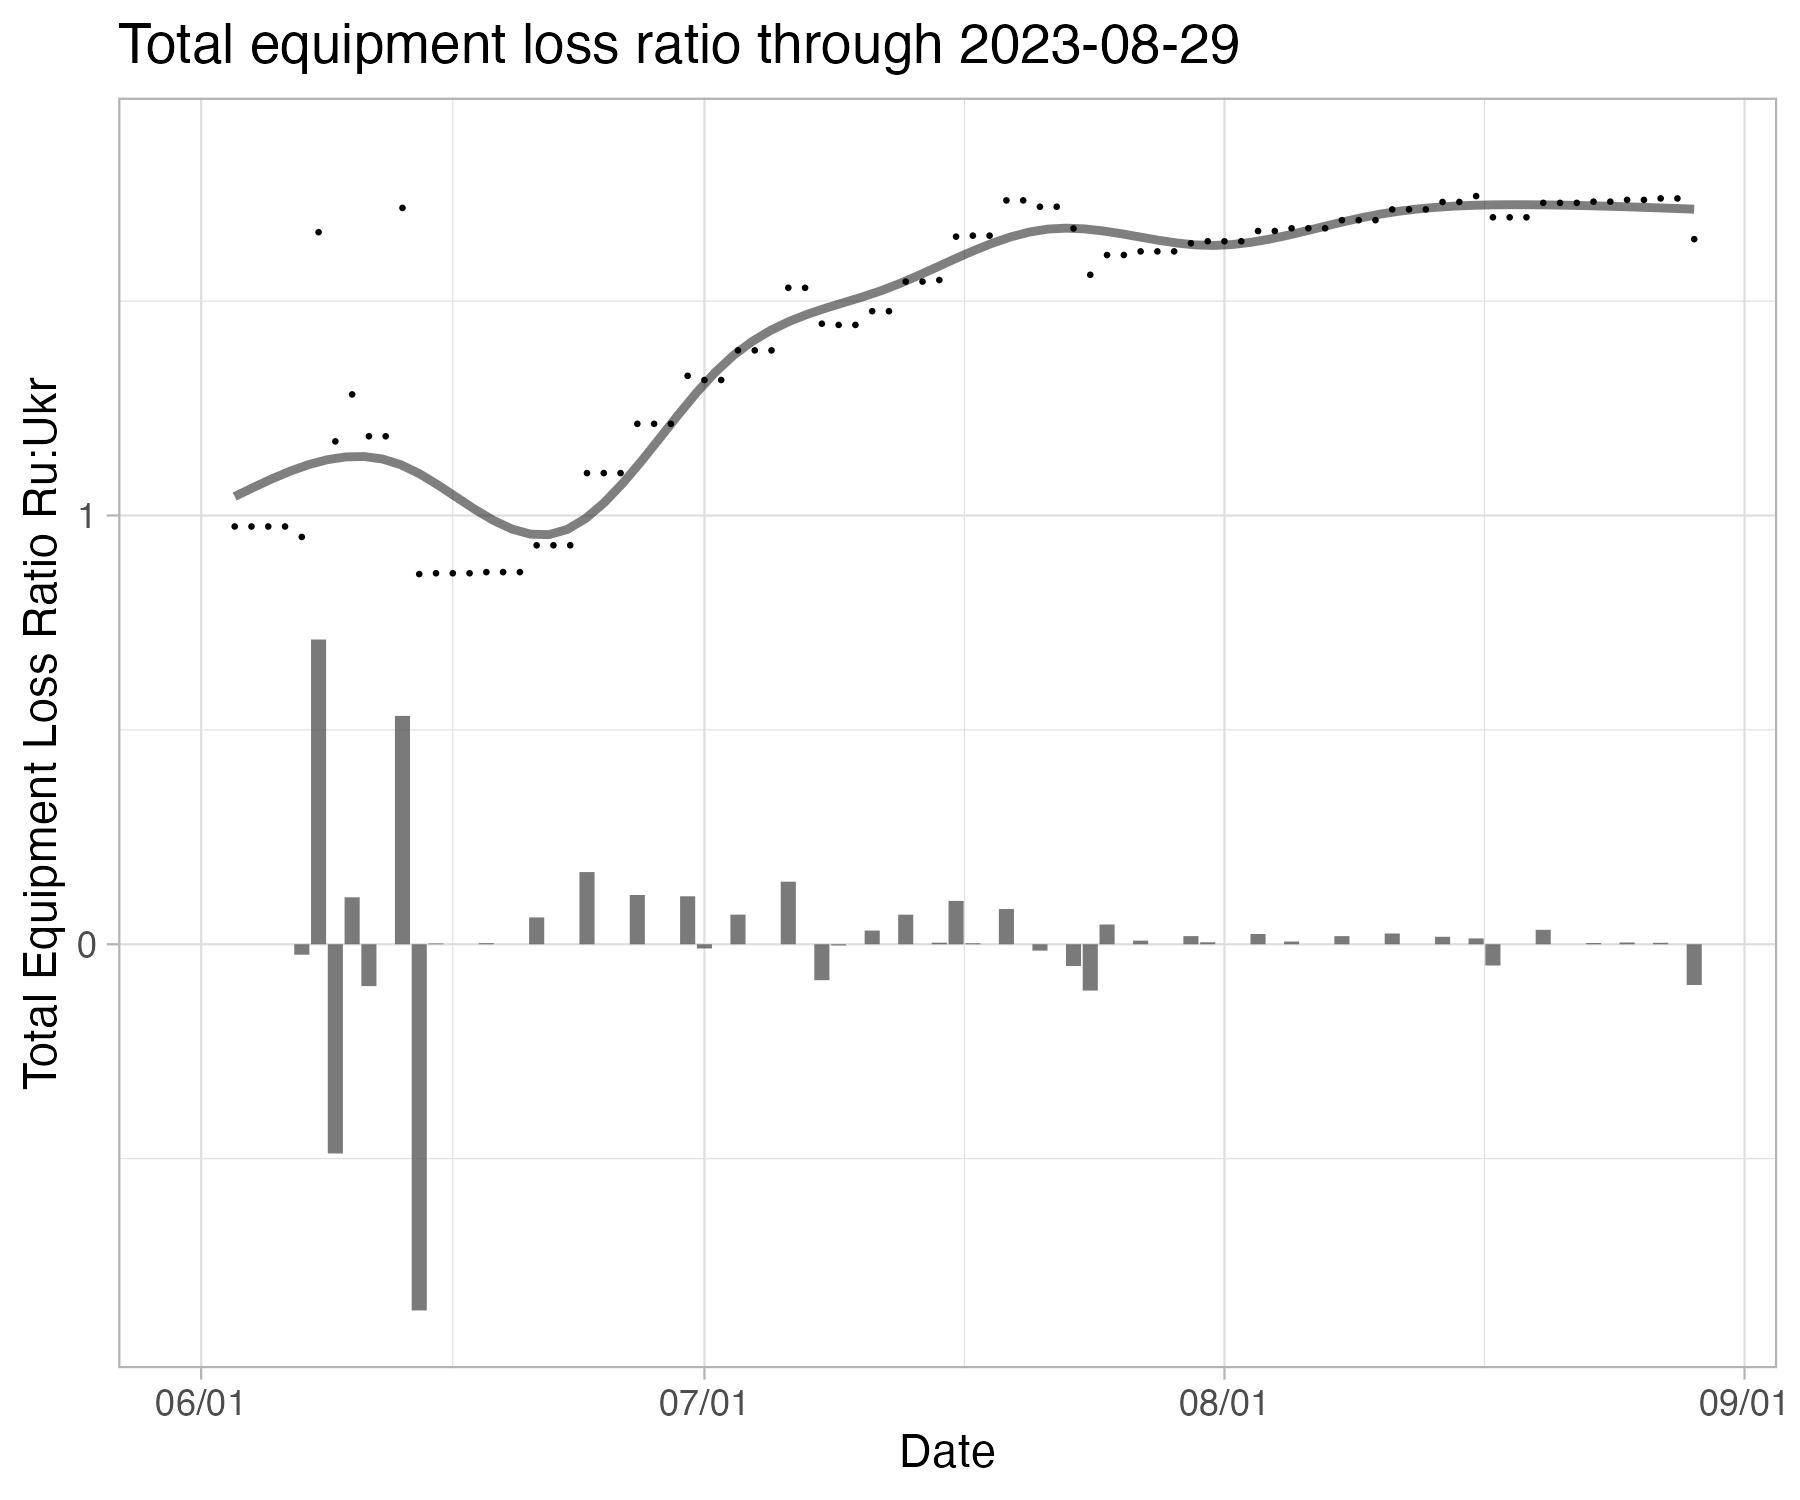 Total equipment loss ratio through 2023-08-29
Total Equipment Loss Ratio Ru:Ukr
1
0
06/01
07/01
08/01
09/01
Date